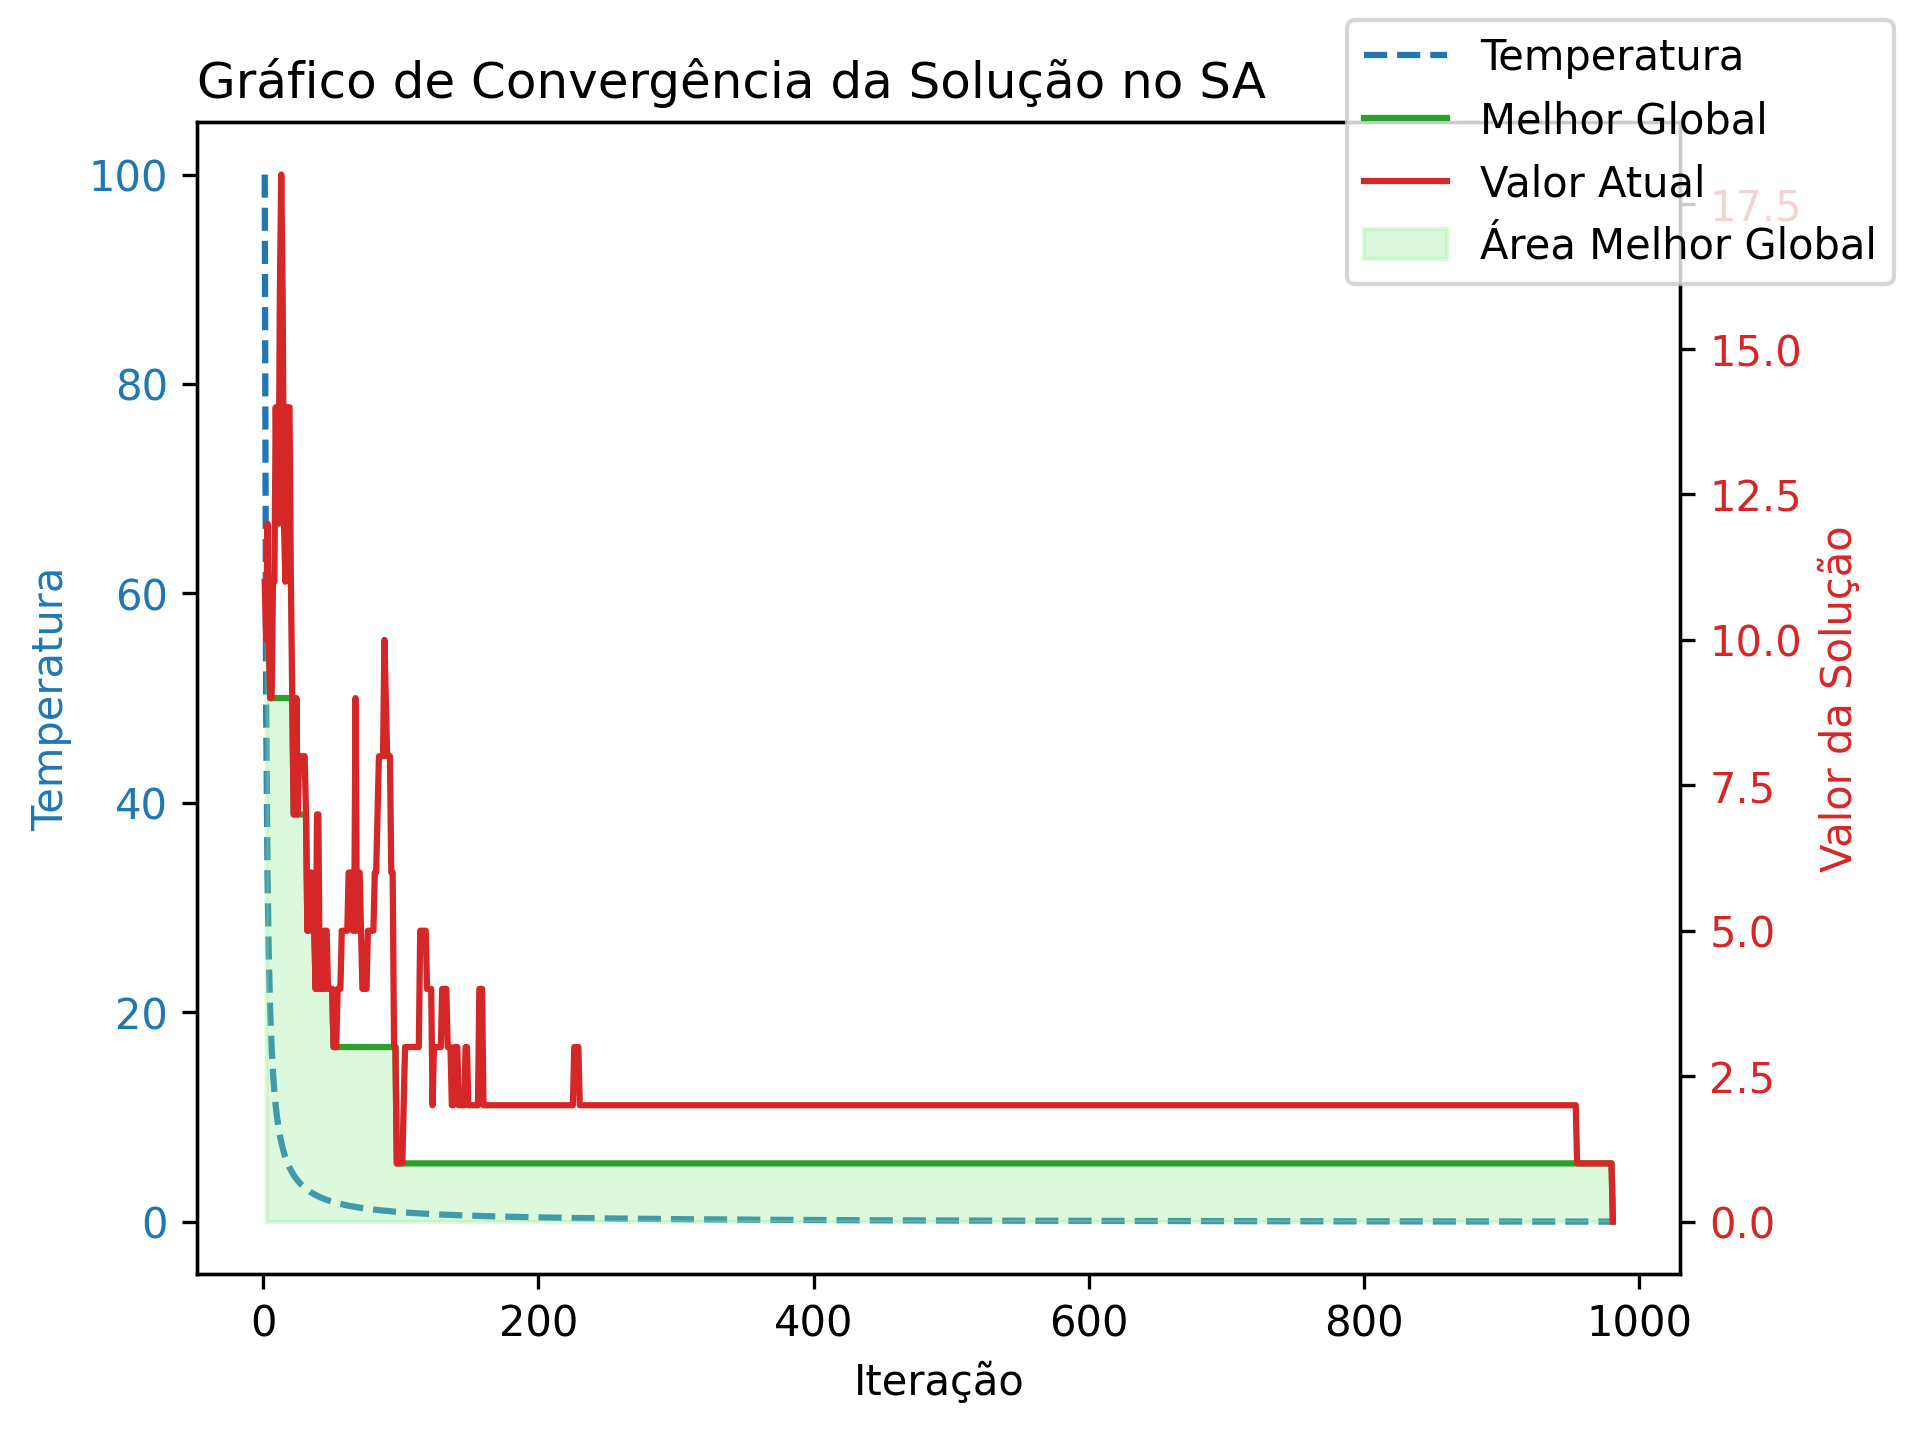 Gráfico de Convergência da Solução no SA
Temperatura
Melhor Global
Valor Atual
Área Melhor Global
100
80
60
40
20
0
Temperatura
17.5
15.0
12.5
10.0
7.5
5.0
2.5
0.0
Valor da Solução
0 200 400 600 800 1000
Iteração